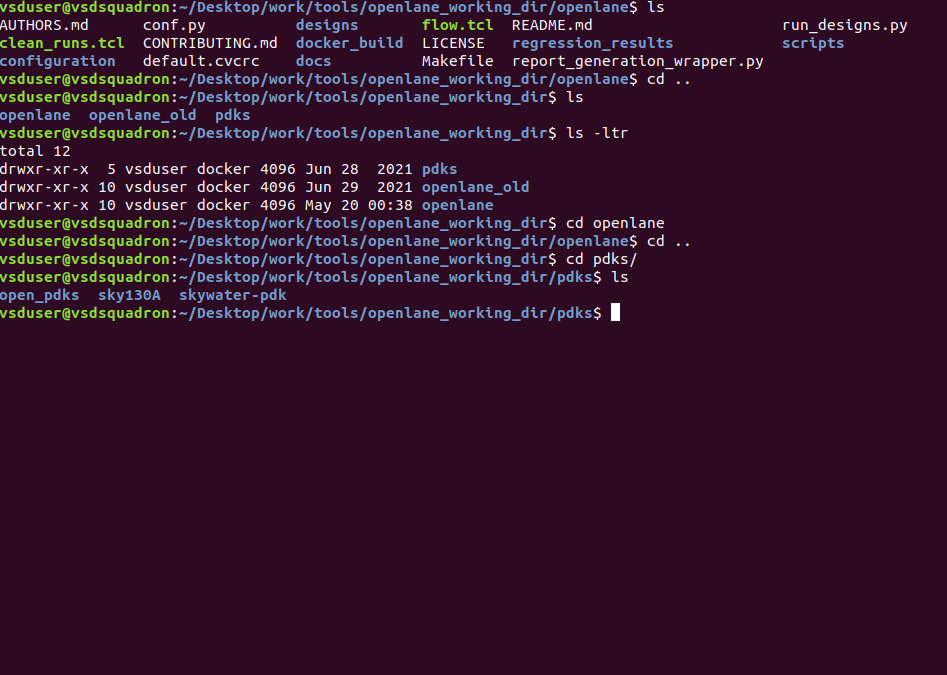 vsduser@vsdsquadron:~/Desktop/work/tools/openlane_working_dir/openlane$ ls
AUTHORS.md      conf.py          designs       flow.tcl  README.md                     run_designs.py
clean_runs.tcl  CONTRIBUTING.md  docker_build  LICENSE   regression_results            scripts
configuration   default.cvcrc    docs          Makefile  report_generation_wrapper.py
vsduser@vsdsquadron:~/Desktop/work/tools/openlane_working_dir/openlane$ cd ..
vsduser@vsdsquadron:~/Desktop/work/tools/openlane_working_dir$ ls
openlane  openlane_old  pdks
vsduser@vsdsquadron:~/Desktop/work/tools/openlane_working_dir$ ls -ltr
total 12
drwxr-xr-x  5 vsduser docker 4096 Jun 28  2021 pdks
drwxr-xr-x 10 vsduser docker 4096 Jun 29  2021 openlane_old
drwxr-xr-x 10 vsduser docker 4096 May 20 00:38 openlane
vsduser@vsdsquadron:~/Desktop/work/tools/openlane_working_dir$ cd openlane
vsduser@vsdsquadron:~/Desktop/work/tools/openlane_working_dir/openlane$ cd ..
vsduser@vsdsquadron:~/Desktop/work/tools/openlane_working_dir$ cd pdks/
vsduser@vsdsquadron:~/Desktop/work/tools/openlane_working_dir/pdks$ ls
open_pdks  sky130A  skywater-pdk
vsduser@vsdsquadron:~/Desktop/work/tools/openlane_working_dir/pdks$